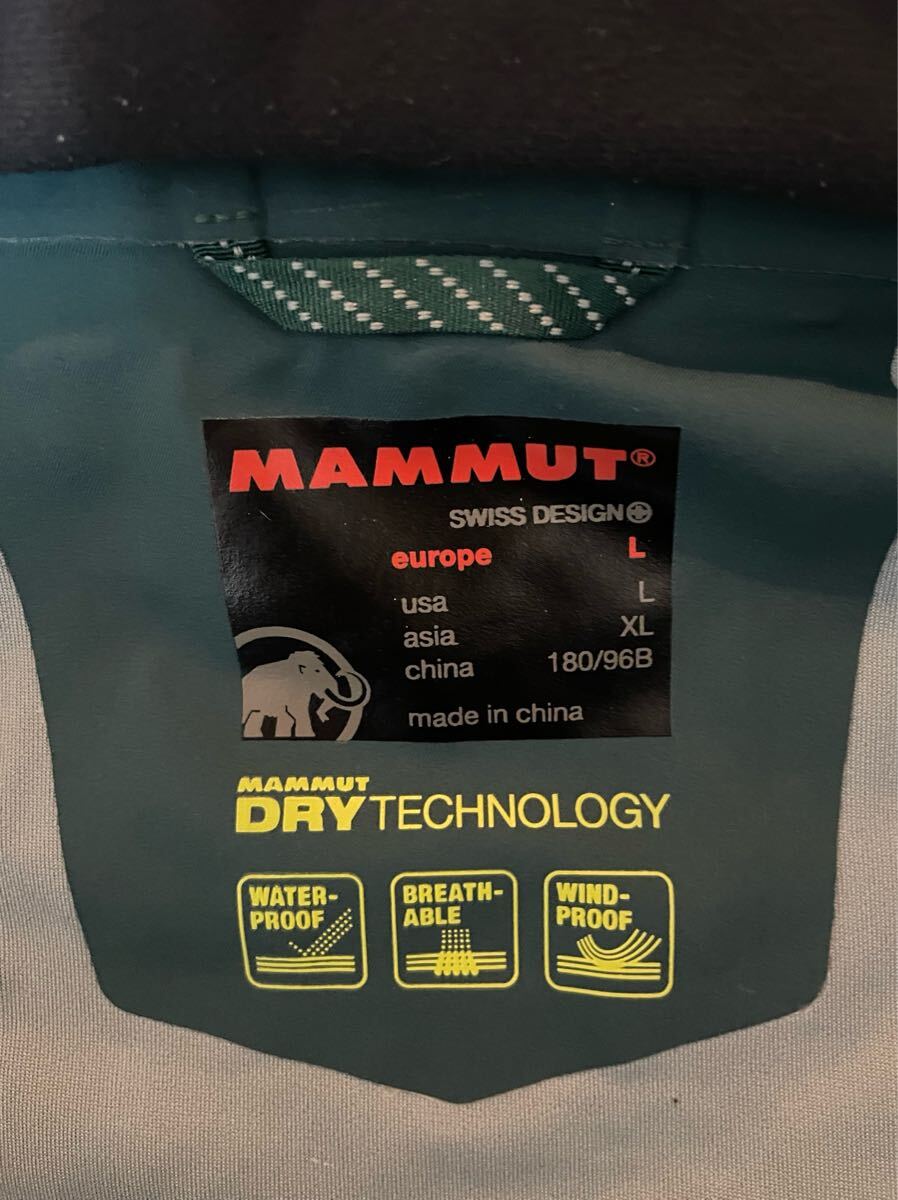 MAMMUT®
SWISS DESIGN
europe L
usa L
asia XL
china 180/96B
made in china
MAMMUT
DRY TECHNOLOGY
WATER-
PROOF
BREATH-
ABLE
WIND-
PROOF